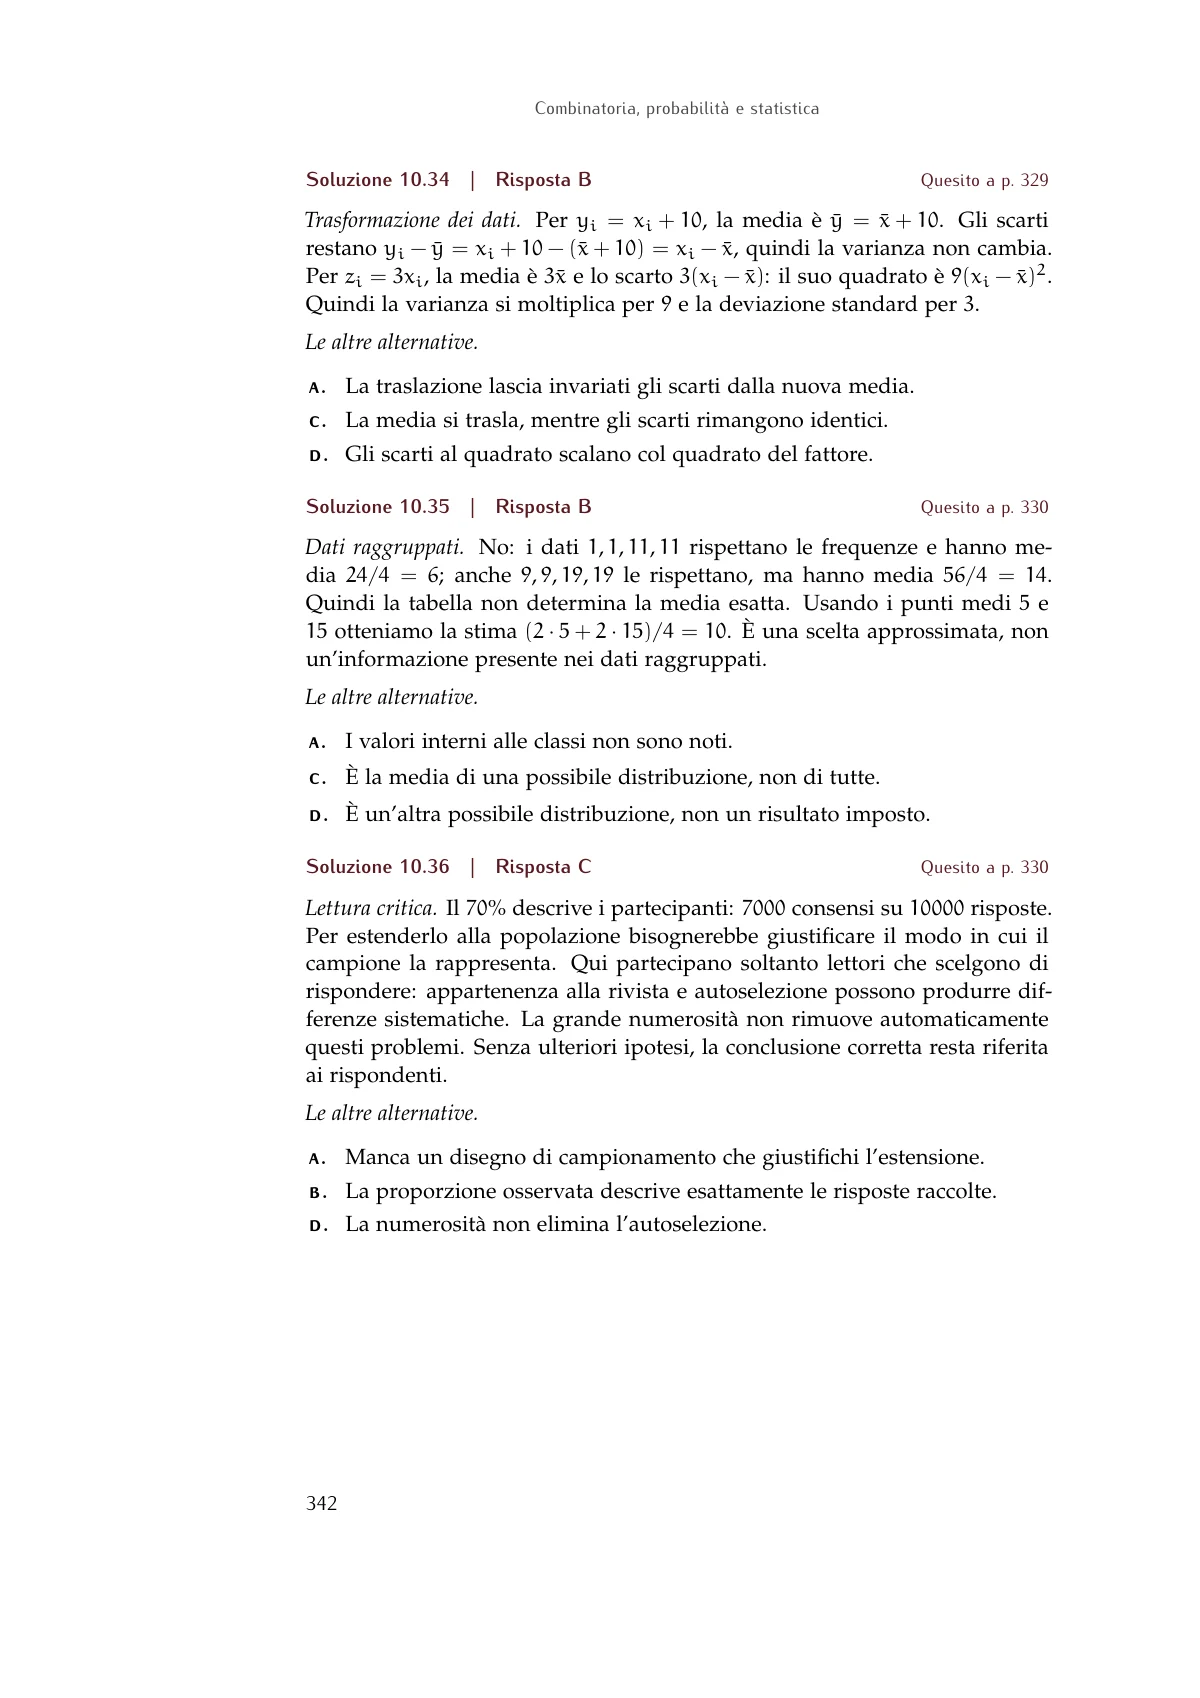 Combinatoria, probabilità e statistica
Soluzione 10.34 | Risposta B Quesito a p. 329
Trasformazione dei dati. Per yᵢ = xᵢ + 10, la media è ȳ = x̄ + 10. Gli scarti
restano yᵢ − ȳ = xᵢ + 10 − (x̄ + 10) = xᵢ − x̄, quindi la varianza non cambia.
Per zᵢ = 3xᵢ, la media è 3x̄ e lo scarto 3(xᵢ − x̄): il suo quadrato è 9(xᵢ − x̄)².
Quindi la varianza si moltiplica per 9 e la deviazione standard per 3.
Le altre alternative.
A. La traslazione lascia invariati gli scarti dalla nuova media.
C. La media si trasla, mentre gli scarti rimangono identici.
D. Gli scarti al quadrato scalano col quadrato del fattore.
Soluzione 10.35 | Risposta B Quesito a p. 330
Dati raggruppati. No: i dati 1, 1, 11, 11 rispettano le frequenze e hanno me-
dia 24/4 = 6; anche 9, 9, 19, 19 le rispettano, ma hanno media 56/4 = 14.
Quindi la tabella non determina la media esatta. Usando i punti medi 5 e
15 otteniamo la stima (2 · 5 + 2 · 15)/4 = 10. È una scelta approssimata, non
un'informazione presente nei dati raggruppati.
Le altre alternative.
A. I valori interni alle classi non sono noti.
C. È la media di una possibile distribuzione, non di tutte.
D. È un'altra possibile distribuzione, non un risultato imposto.
Soluzione 10.36 | Risposta C Quesito a p. 330
Lettura critica. Il 70% descrive i partecipanti: 7000 consensi su 10000 risposte.
Per estenderlo alla popolazione bisognerebbe giustificare il modo in cui il
campione la rappresenta. Qui partecipano soltanto lettori che scelgono di
rispondere: appartenenza alla rivista e autoselezione possono produrre dif-
ferenze sistematiche. La grande numerosità non rimuove automaticamente
questi problemi. Senza ulteriori ipotesi, la conclusione corretta resta riferita
ai rispondenti.
Le altre alternative.
A. Manca un disegno di campionamento che giustifichi l'estensione.
B. La proporzione osservata descrive esattamente le risposte raccolte.
D. La numerosità non elimina l'autoselezione.
342